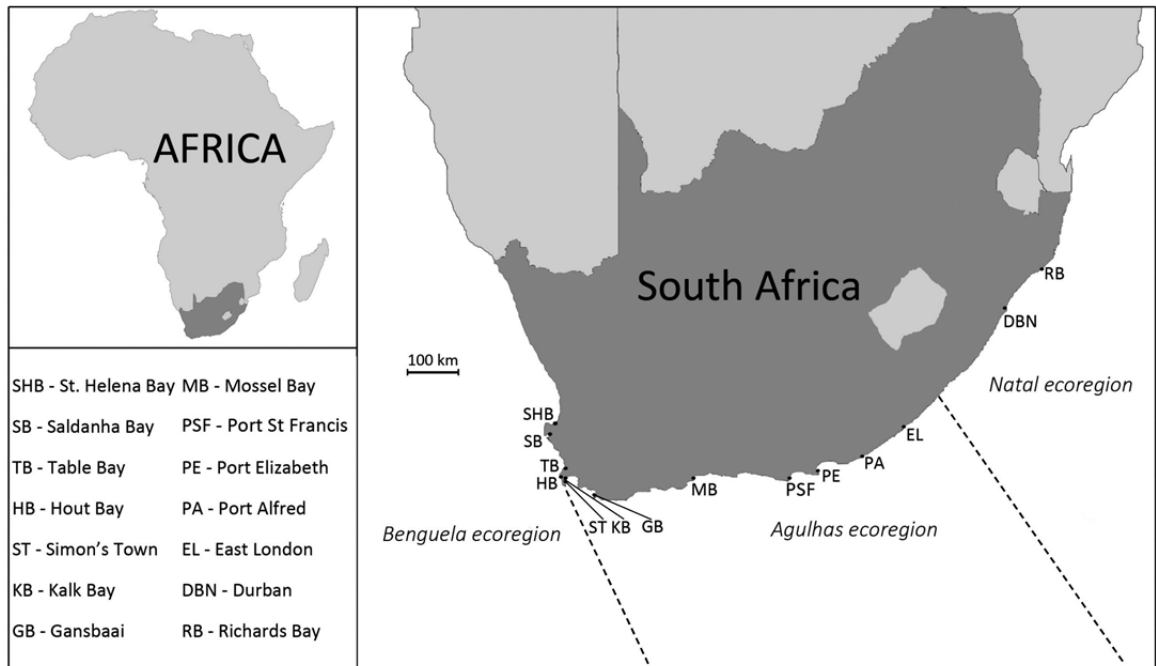 AFRICA
SHB - St. Helena Bay
MB - Mossel Bay
SB - Saldanha Bay
PSF - Port St Francis
TB - Table Bay
PE - Port Elizabeth
HB - Hout Bay
PA - Port Alfred
ST - Simon's Town
EL - East London
KB - Kalk Bay
DBN - Durban
GB - Gansbaai
RB - Richards Bay
South Africa
100 km
RB
DBN
Natal ecoregion
SHB
SB
EL
TB
HB
PA
PE
MB
PSF
ST
KB
GB
Benguela ecoregion
Agulhas ecoregion